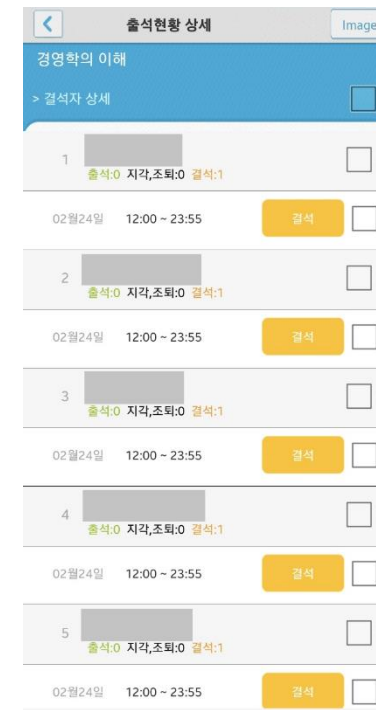 출석현황 상세
Image
경영학의 이해
> 결석자 상세
1
출석:0 지각,조퇴:0 결석:1
02월24일 12:00 ~ 23:55 결석
2
출석:0 지각,조퇴:0 결석:1
02월24일 12:00 ~ 23:55 결석
3
출석:0 지각,조퇴:0 결석:1
02월24일 12:00 ~ 23:55 결석
4
출석:0 지각,조퇴:0 결석:1
02월24일 12:00 ~ 23:55 결석
5
출석:0 지각,조퇴:0 결석:1
02월24일 12:00 ~ 23:55 결석